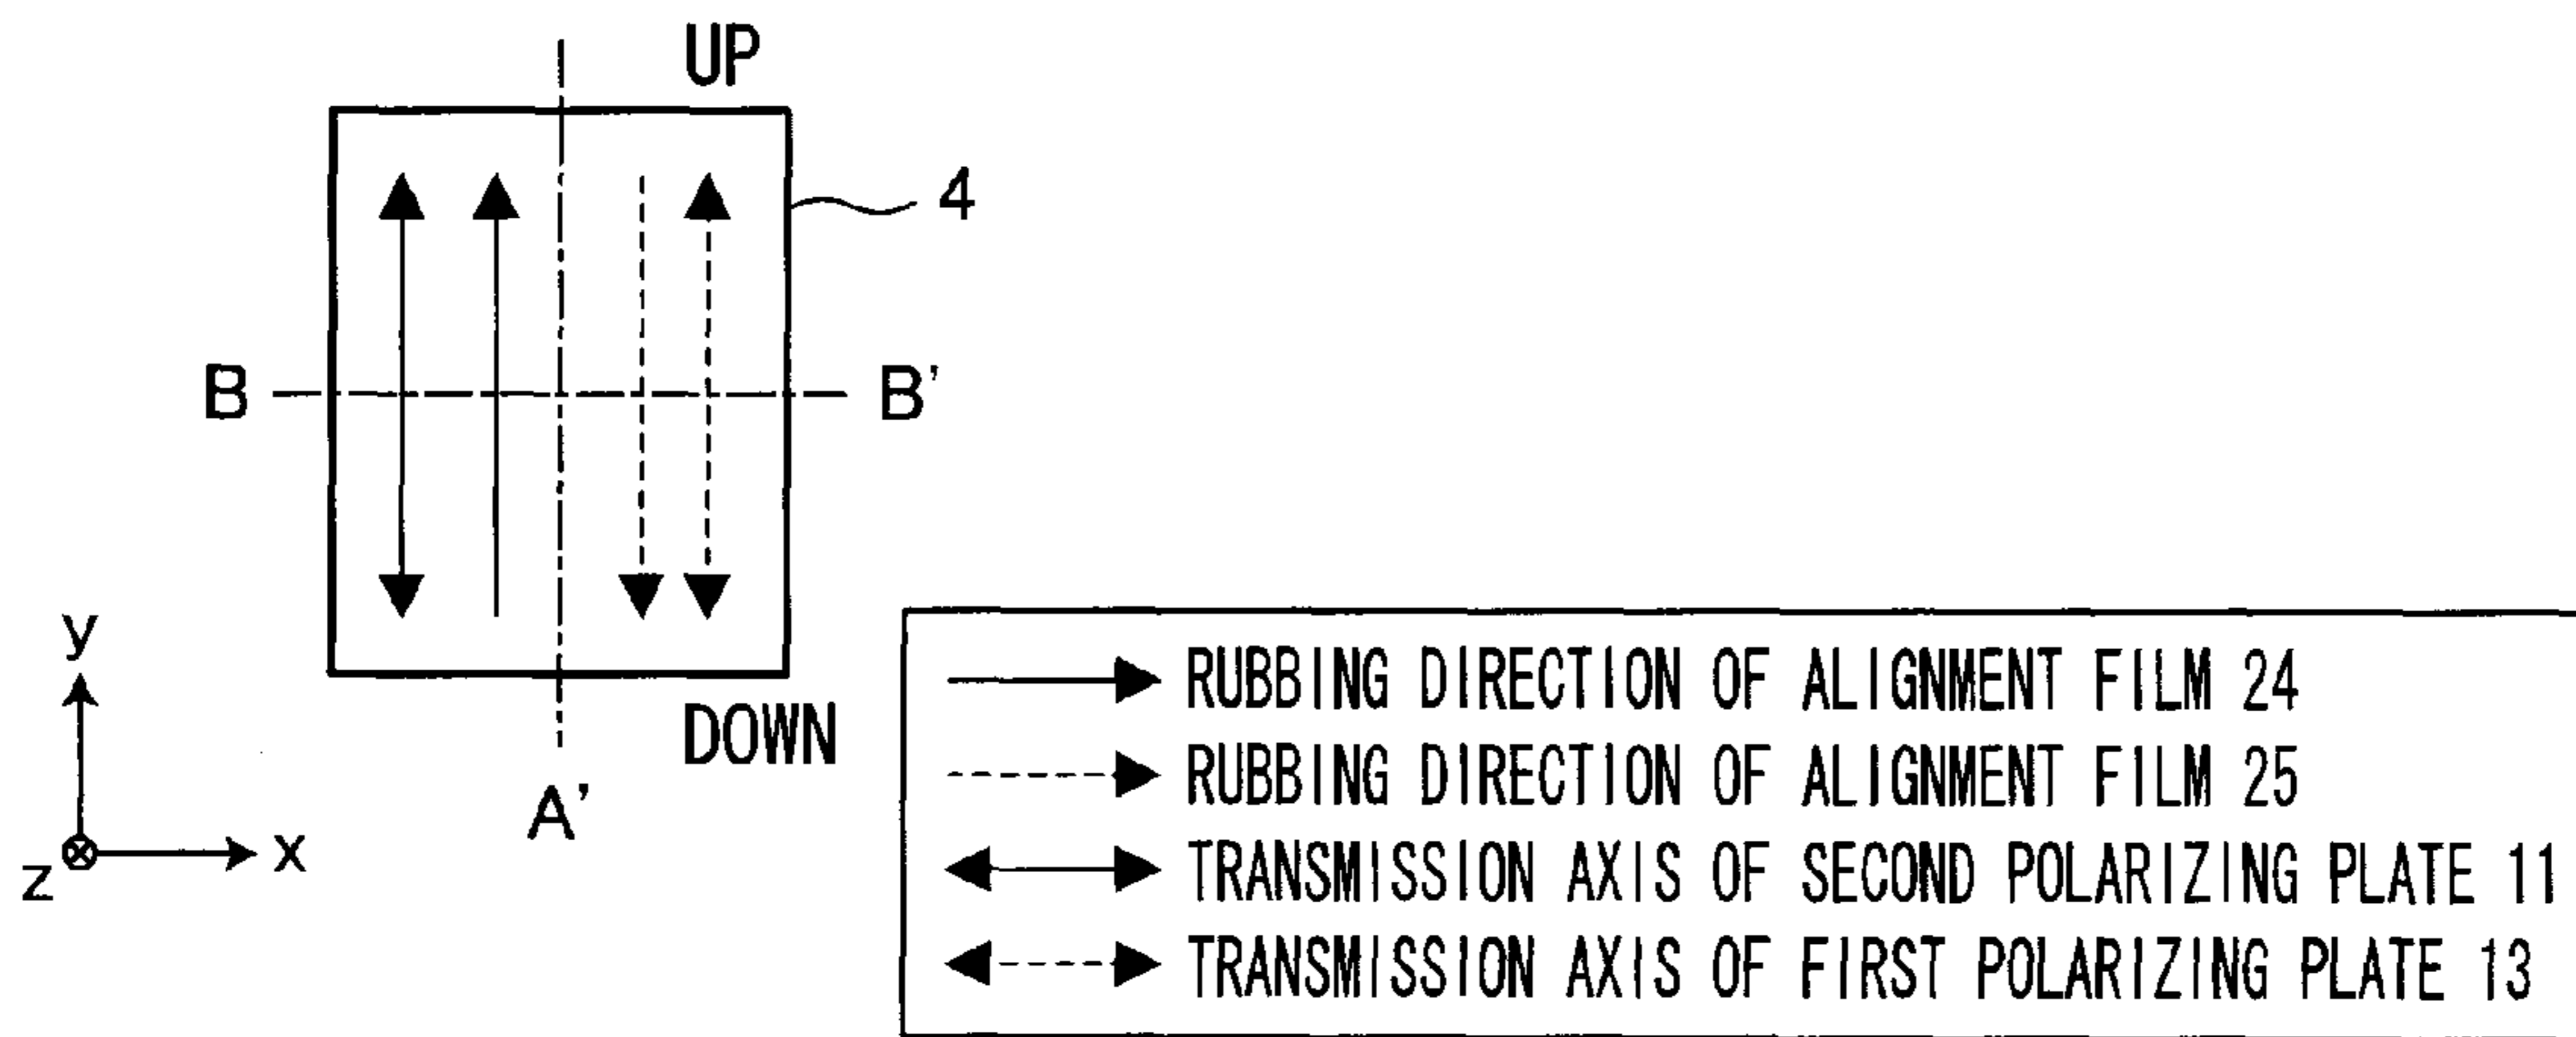 UP
4
B B'
DOWN
A'
y
z x
RUBBING DIRECTION OF ALIGNMENT FILM 24
RUBBING DIRECTION OF ALIGNMENT FILM 25
TRANSMISSION AXIS OF SECOND POLARIZING PLATE 11
TRANSMISSION AXIS OF FIRST POLARIZING PLATE 13